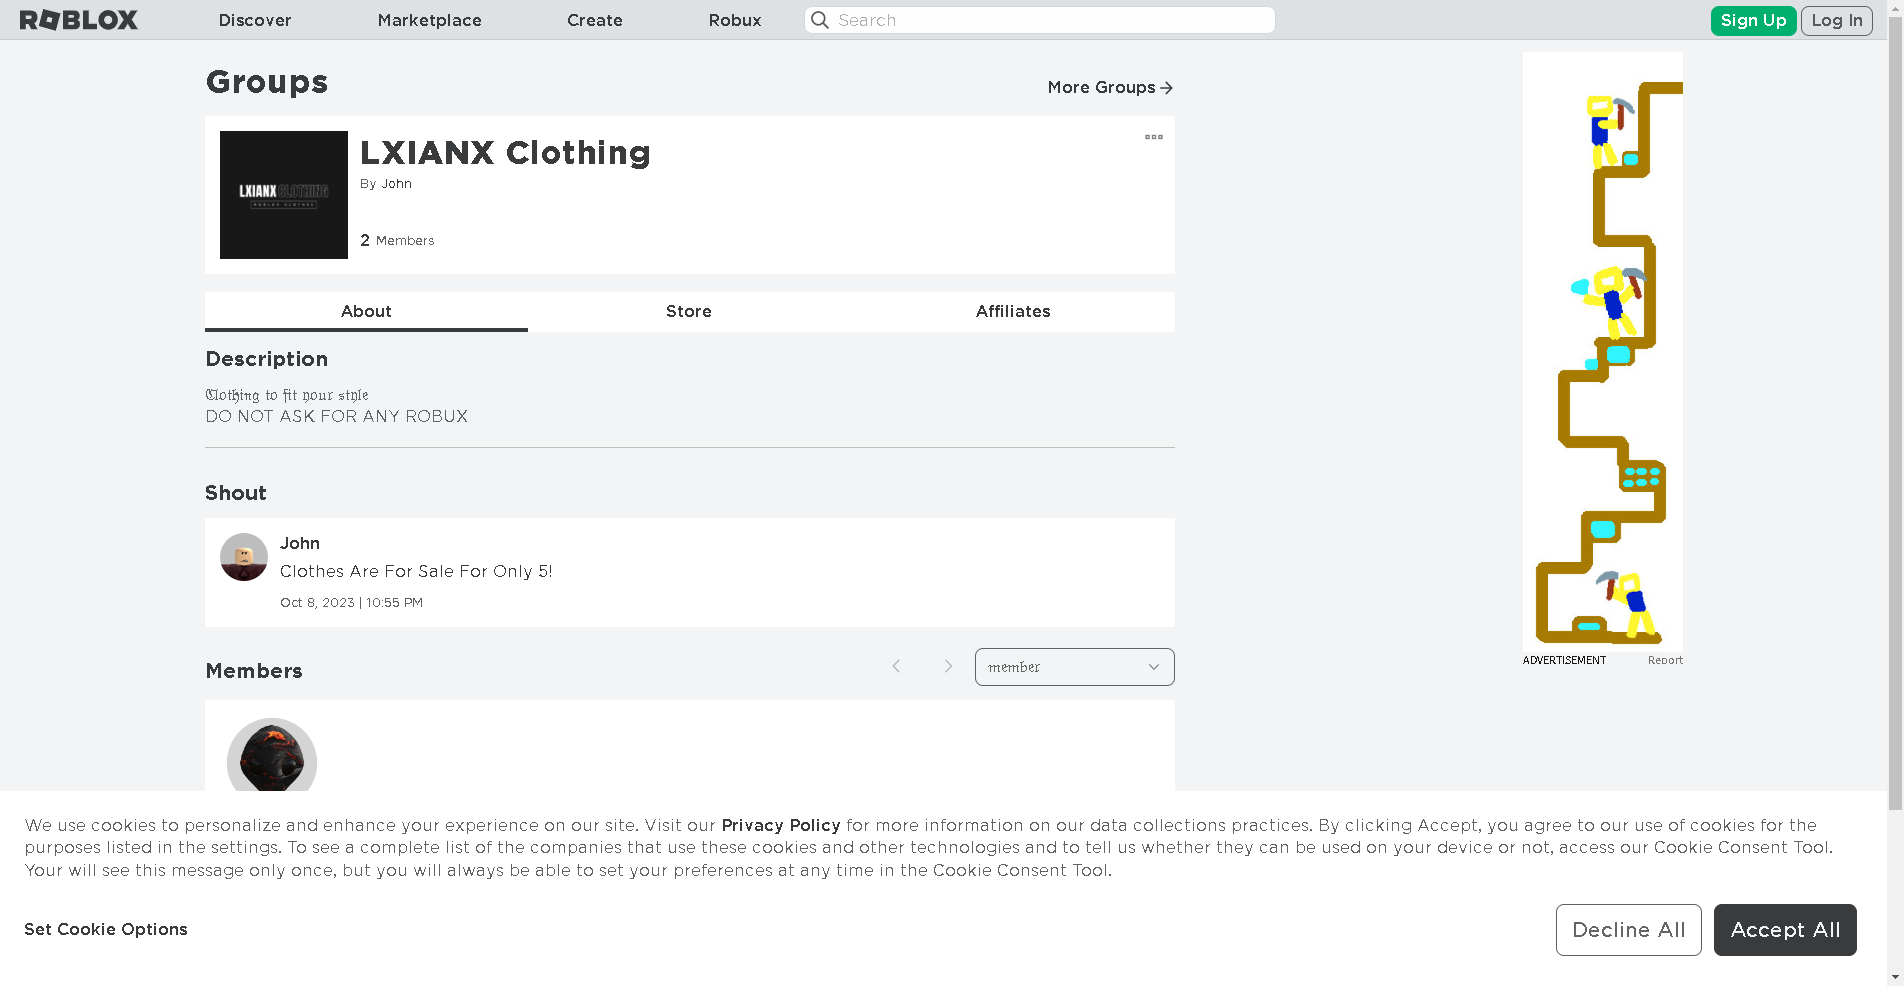 ROBLOX
Discover
Marketplace
Create
Robux
Search
Sign Up
Log In
Groups
More Groups
LXIANX CLOTHING
ROBLOX CLOTHES
LXIANX Clothing
By John
2 Members
About
Store
Affiliates
Description
ℭ𝔩𝔬𝔱𝔥𝔦𝔫𝔤 𝔱𝔬 𝔣𝔦𝔱 𝔶𝔬𝔲𝔯 𝔰𝔱𝔶𝔩𝔢
DO NOT ASK FOR ANY ROBUX
Shout
John
Clothes Are For Sale For Only 5!
Oct 8, 2023 | 10:55 PM
Members
𝔪𝔢𝔪𝔟𝔢𝔯
ADVERTISEMENT
Report
We use cookies to personalize and enhance your experience on our site. Visit our Privacy Policy for more information on our data collections practices. By clicking Accept, you agree to our use of cookies for the
purposes listed in the settings. To see a complete list of the companies that use these cookies and other technologies and to tell us whether they can be used on your device or not, access our Cookie Consent Tool.
Your will see this message only once, but you will always be able to set your preferences at any time in the Cookie Consent Tool.
Set Cookie Options
Decline All
Accept All